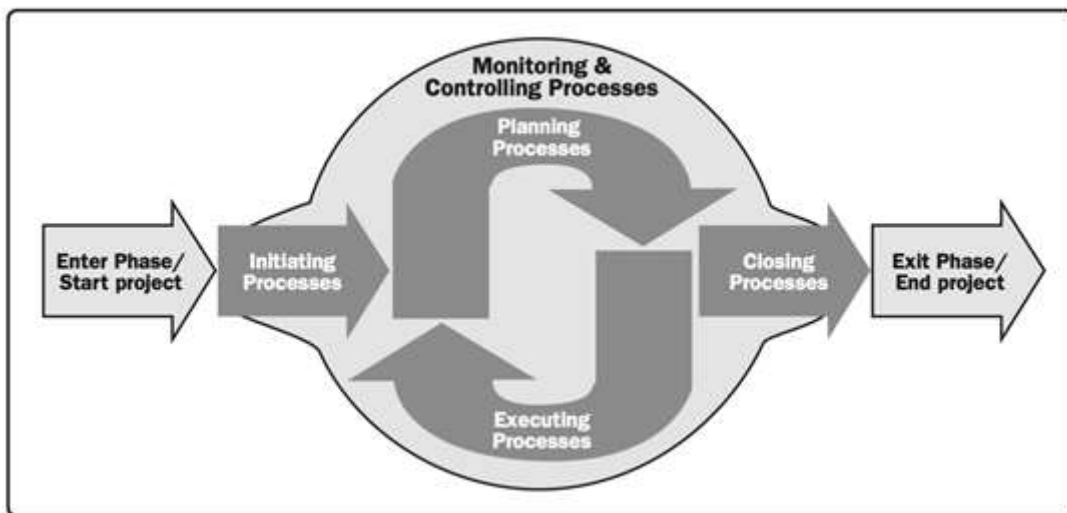 Monitoring &
Controlling Processes
Planning
Processes
Enter Phase/
Start project
Initiating
Processes
Closing
Processes
Exit Phase/
End project
Executing
Processes